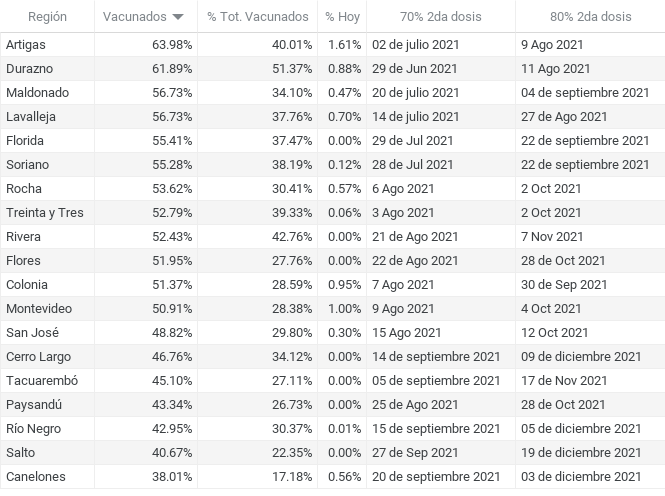 Región Vacunados % Tot. Vacunados % Hoy 70% 2da dosis 80% 2da dosis
Artigas 63.98% 40.01% 1.61% 02 de julio 2021 9 Ago 2021
Durazno 61.89% 51.37% 0.88% 29 de Jun 2021 11 Ago 2021
Maldonado 56.73% 34.10% 0.47% 20 de julio 2021 04 de septiembre 2021
Lavalleja 56.73% 37.76% 0.70% 14 de julio 2021 27 de Ago 2021
Florida 55.41% 37.47% 0.00% 29 de Jul 2021 22 de septiembre 2021
Soriano 55.28% 38.19% 0.12% 28 de Jul 2021 22 de septiembre 2021
Rocha 53.62% 30.41% 0.57% 6 Ago 2021 2 Oct 2021
Treinta y Tres 52.79% 39.33% 0.06% 3 Ago 2021 2 Oct 2021
Rivera 52.43% 42.76% 0.00% 21 de Ago 2021 7 Nov 2021
Flores 51.95% 27.76% 0.00% 22 de Ago 2021 28 de Oct 2021
Colonia 51.37% 28.59% 0.95% 7 Ago 2021 30 de Sep 2021
Montevideo 50.91% 28.38% 1.00% 9 Ago 2021 4 Oct 2021
San José 48.82% 29.80% 0.30% 15 Ago 2021 12 Oct 2021
Cerro Largo 46.76% 34.12% 0.00% 14 de septiembre 2021 09 de diciembre 2021
Tacuarembó 45.10% 27.11% 0.00% 05 de septiembre 2021 17 de Nov 2021
Paysandú 43.34% 26.73% 0.00% 25 de Ago 2021 28 de Oct 2021
Río Negro 42.95% 30.37% 0.01% 15 de septiembre 2021 05 de diciembre 2021
Salto 40.67% 22.35% 0.00% 27 de Sep 2021 19 de diciembre 2021
Canelones 38.01% 17.18% 0.56% 20 de septiembre 2021 03 de diciembre 2021